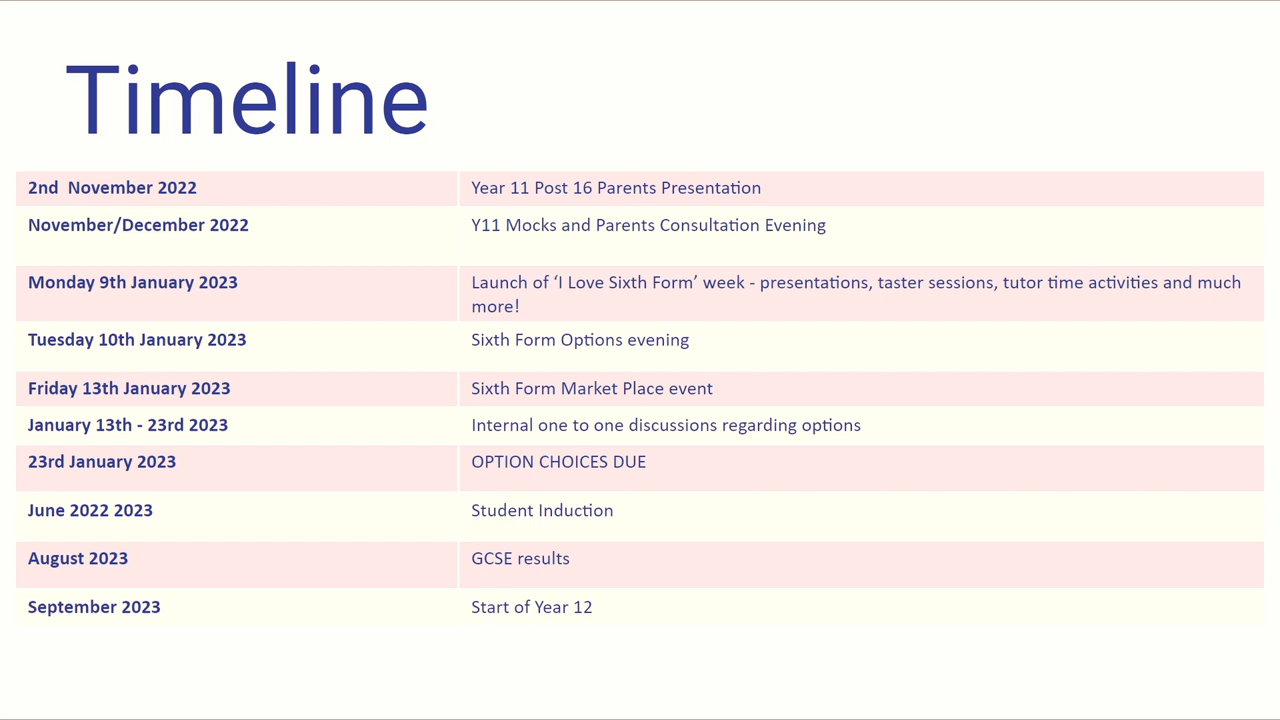 Timeline
2nd  November 2022 Year 11 Post 16 Parents Presentation
November/December 2022 Y11 Mocks and Parents Consultation Evening
Monday 9th January 2023 Launch of ‘I Love Sixth Form’ week - presentations, taster sessions, tutor time activities and much
more!
Tuesday 10th January 2023 Sixth Form Options evening
Friday 13th January 2023 Sixth Form Market Place event
January 13th - 23rd 2023 Internal one to one discussions regarding options
23rd January 2023 OPTION CHOICES DUE
June 2022 2023 Student Induction
August 2023 GCSE results
September 2023 Start of Year 12